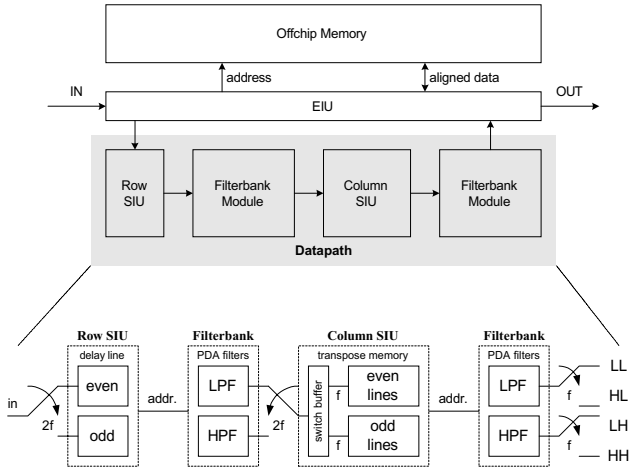 Offchip Memory
address
aligned data
IN
EIU
OUT
Row
SIU
Filterbank
Module
Column
SIU
Filterbank
Module
Datapath
Row SIU
Filterbank
Column SIU
Filterbank
delay line
PDA filters
transpose memory
PDA filters
in
2f
even
odd
addr.
LPF
HPF
2f
switch buffer
f
f
even
lines
odd
lines
addr.
LPF
HPF
f
f
LL
HL
LH
HH